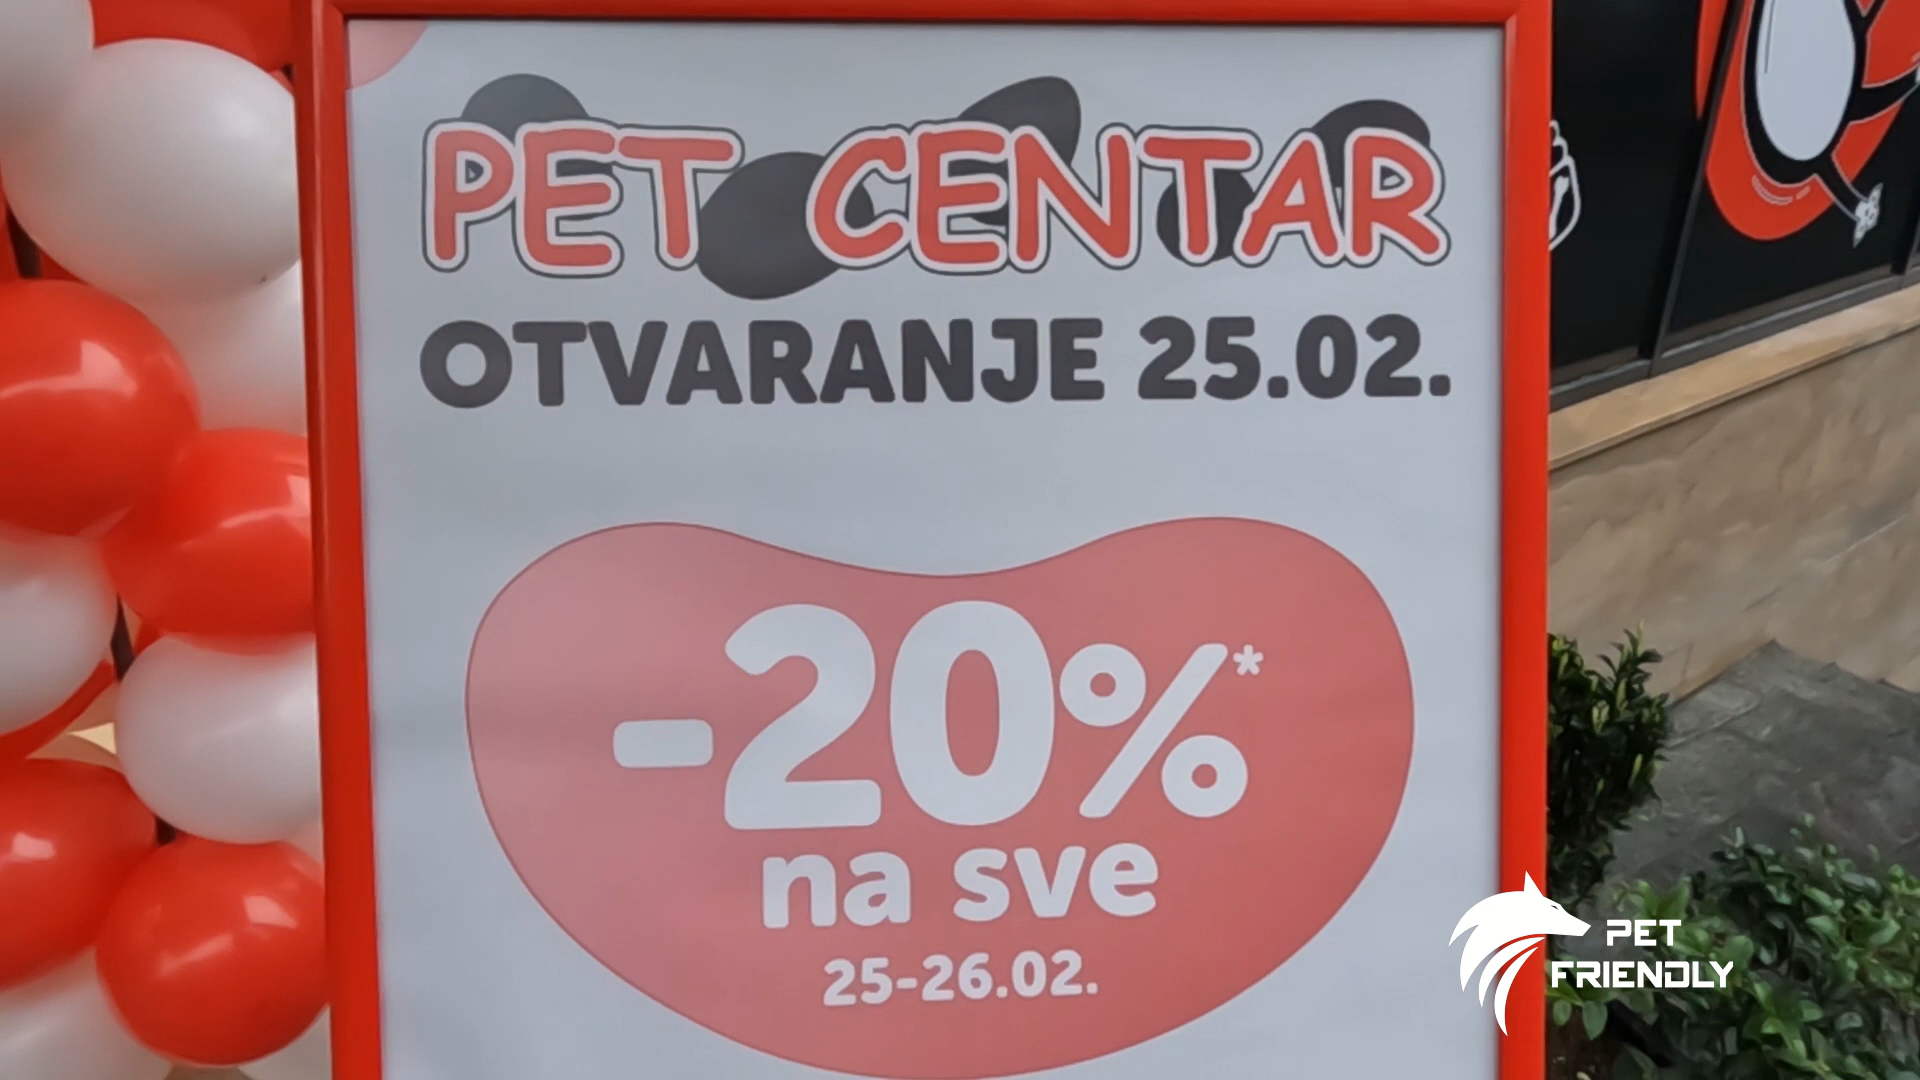 PET CENTAR
OTVARANJE 25.02.
-20%*
na sve
25-26.02.
PET
FRIENDLY